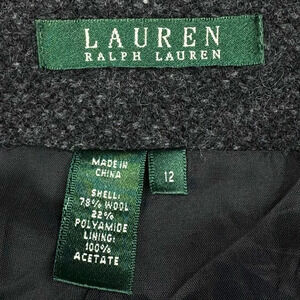 LAUREN
RALPH LAUREN
MADE IN
CHINA
SHELL:
78% WOOL
22%
POLYAMIDE
LINING:
100%
ACETATE
12